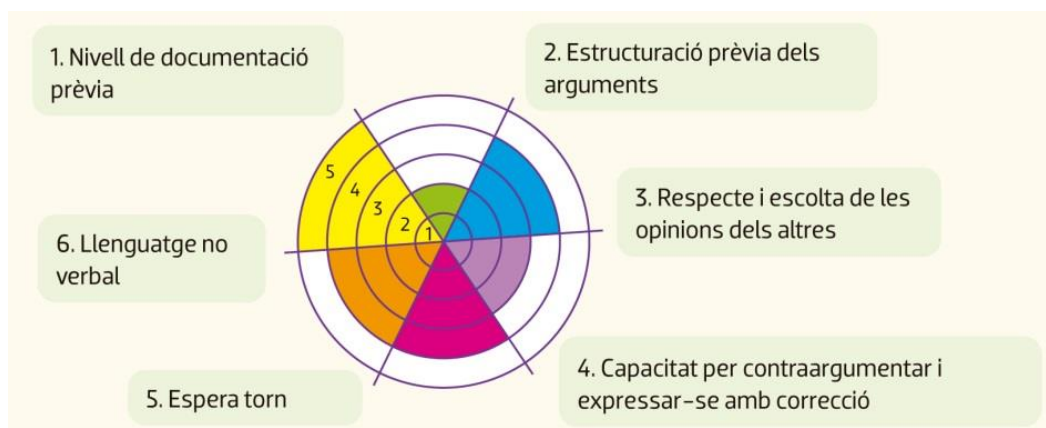 1. Nivell de documentació
prèvia
2. Estructuració prèvia dels
arguments
3. Respecte i escolta de les
opinions dels altres
4. Capacitat per contraargumentar i
expressar-se amb correcció
5. Espera torn
6. Llenguatge no
verbal
5
4
3
2
1